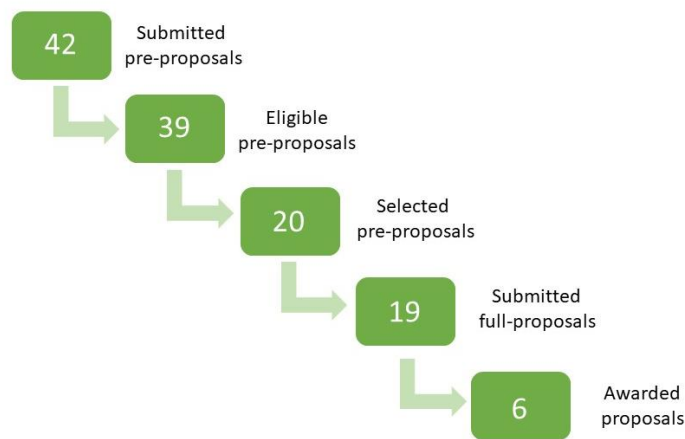 42
Submitted
pre-proposals
39
Eligible
pre-proposals
20
Selected
pre-proposals
19
Submitted
full-proposals
6
Awarded
proposals